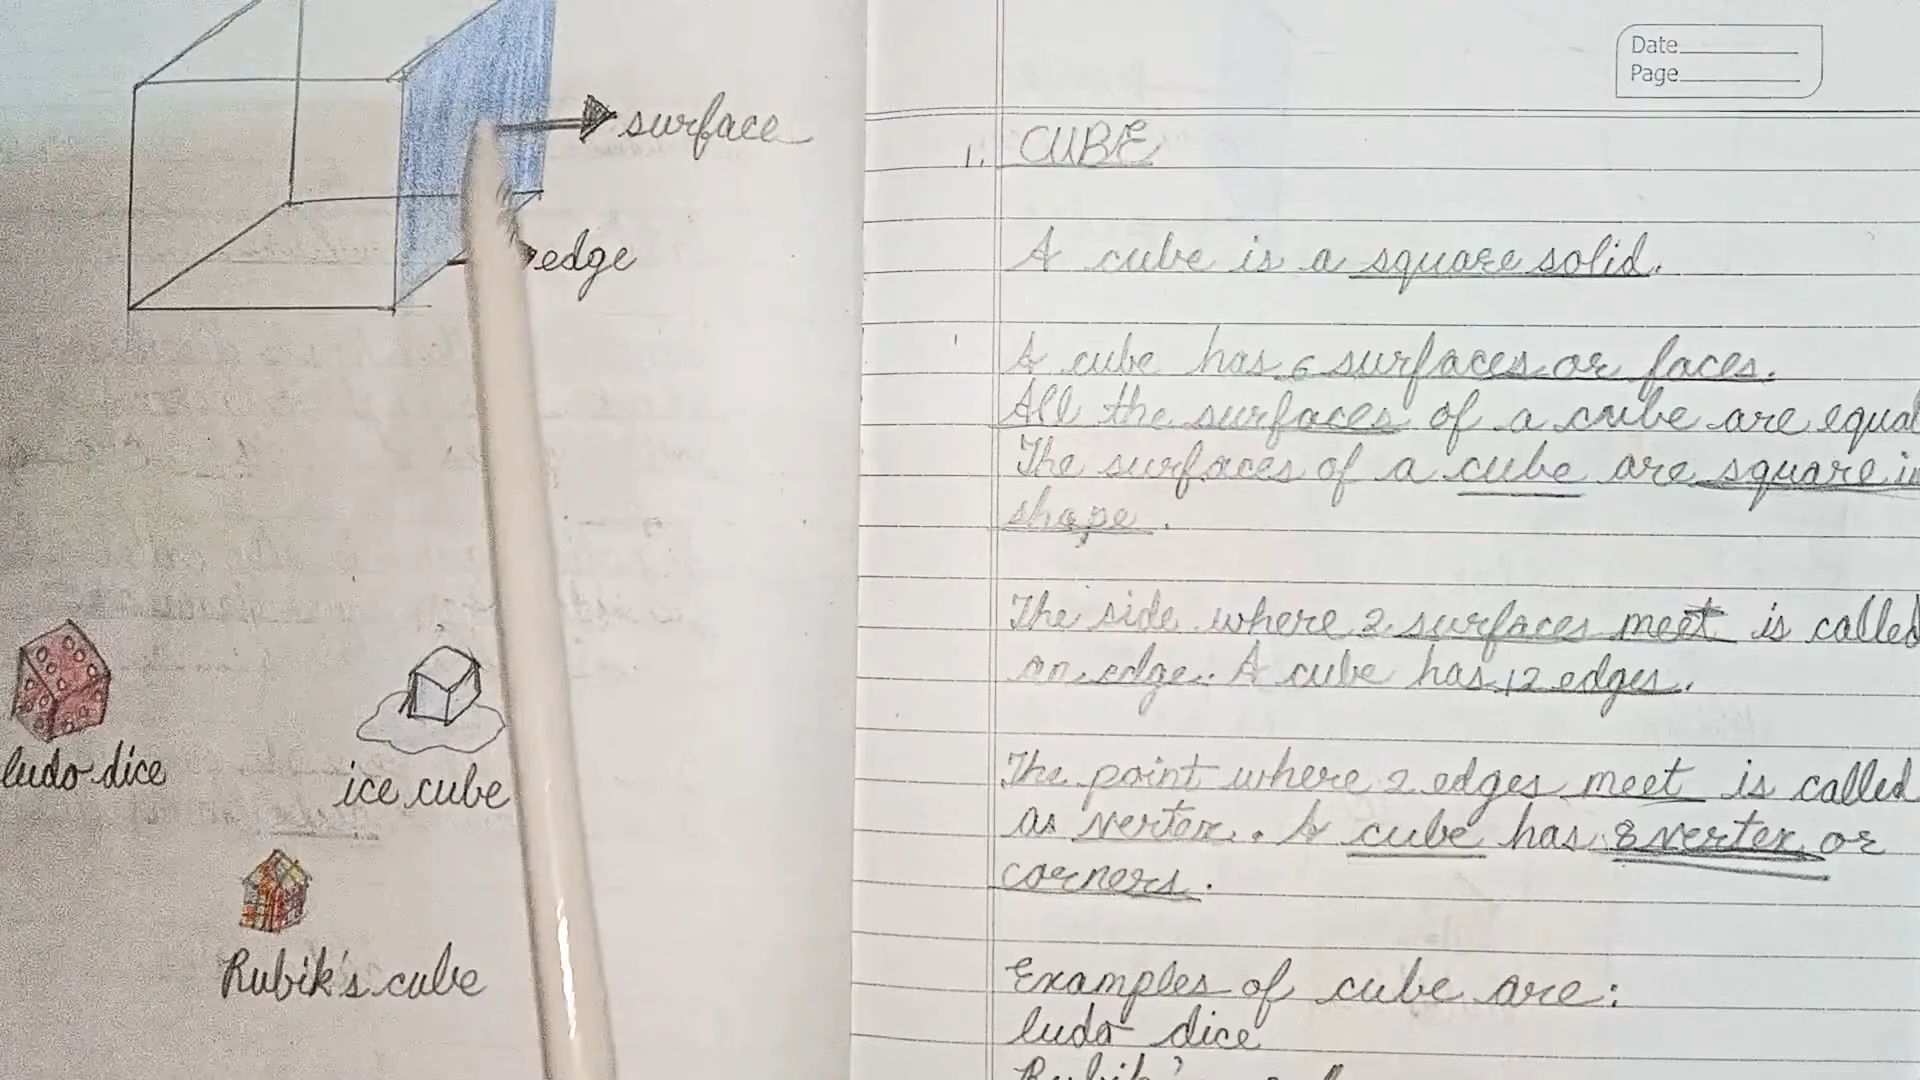 surface
edge
ludo dice
ice cube
Rubik's cube
Date
Page
1. CUBE
A cube is a square solid.
A cube has 6 surfaces or faces.
All the surfaces of a cube are equal
The surfaces of a cube are square in
shape.
The side where 2 surfaces meet is called
an edge. A cube has 12 edges.
The point where 2 edges meet is called
as vertex. A cube has 8 vertex or
corners.
Examples of cube are:
ludo dice